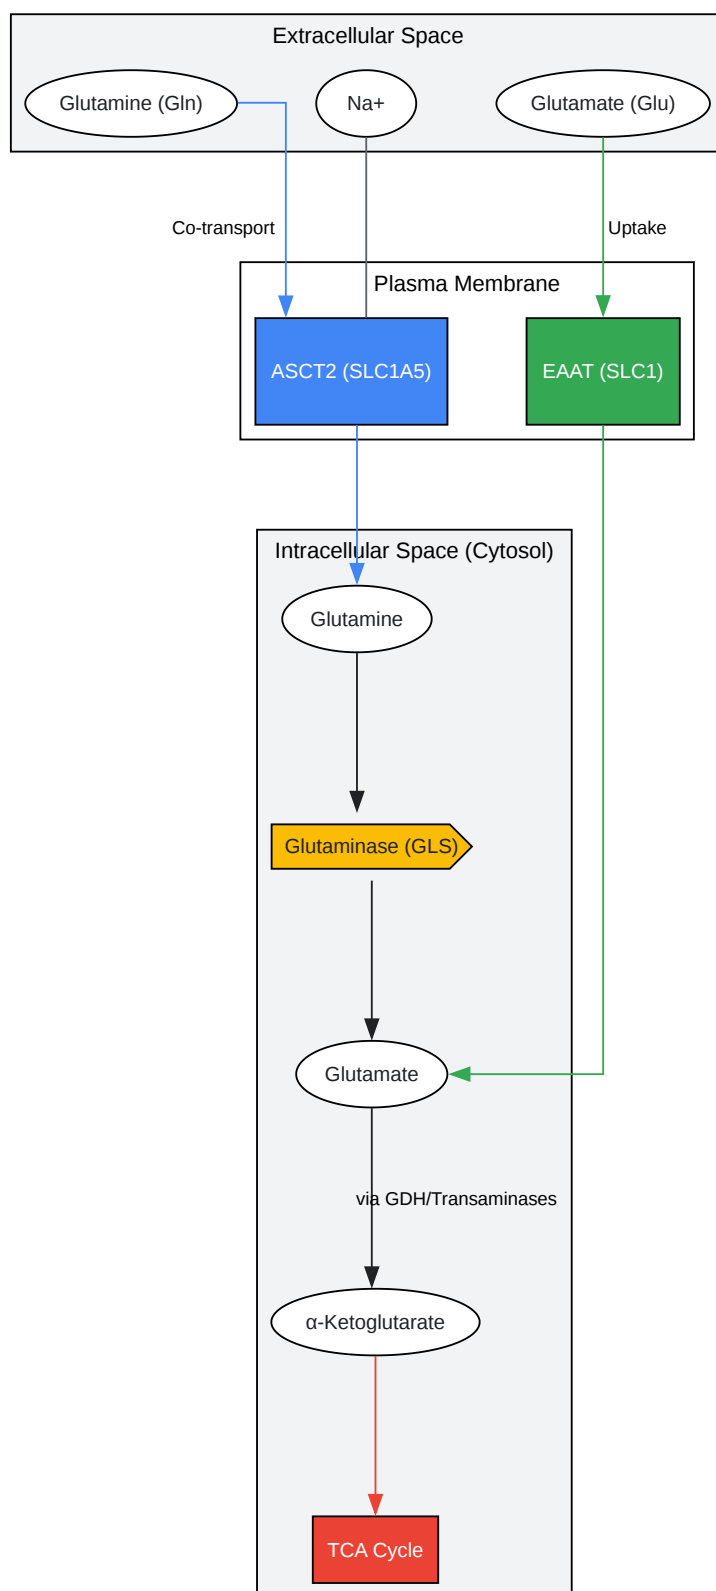 Extracellular Space
Glutamine (Gln)
Na+
Glutamate (Glu)
Co-transport
Uptake
Plasma Membrane
ASCT2 (SLC1A5)
EAAT (SLC1)
Intracellular Space (Cytosol)
Glutamine
Glutaminase (GLS)
Glutamate
via GDH/Transaminases
α-Ketoglutarate
TCA Cycle